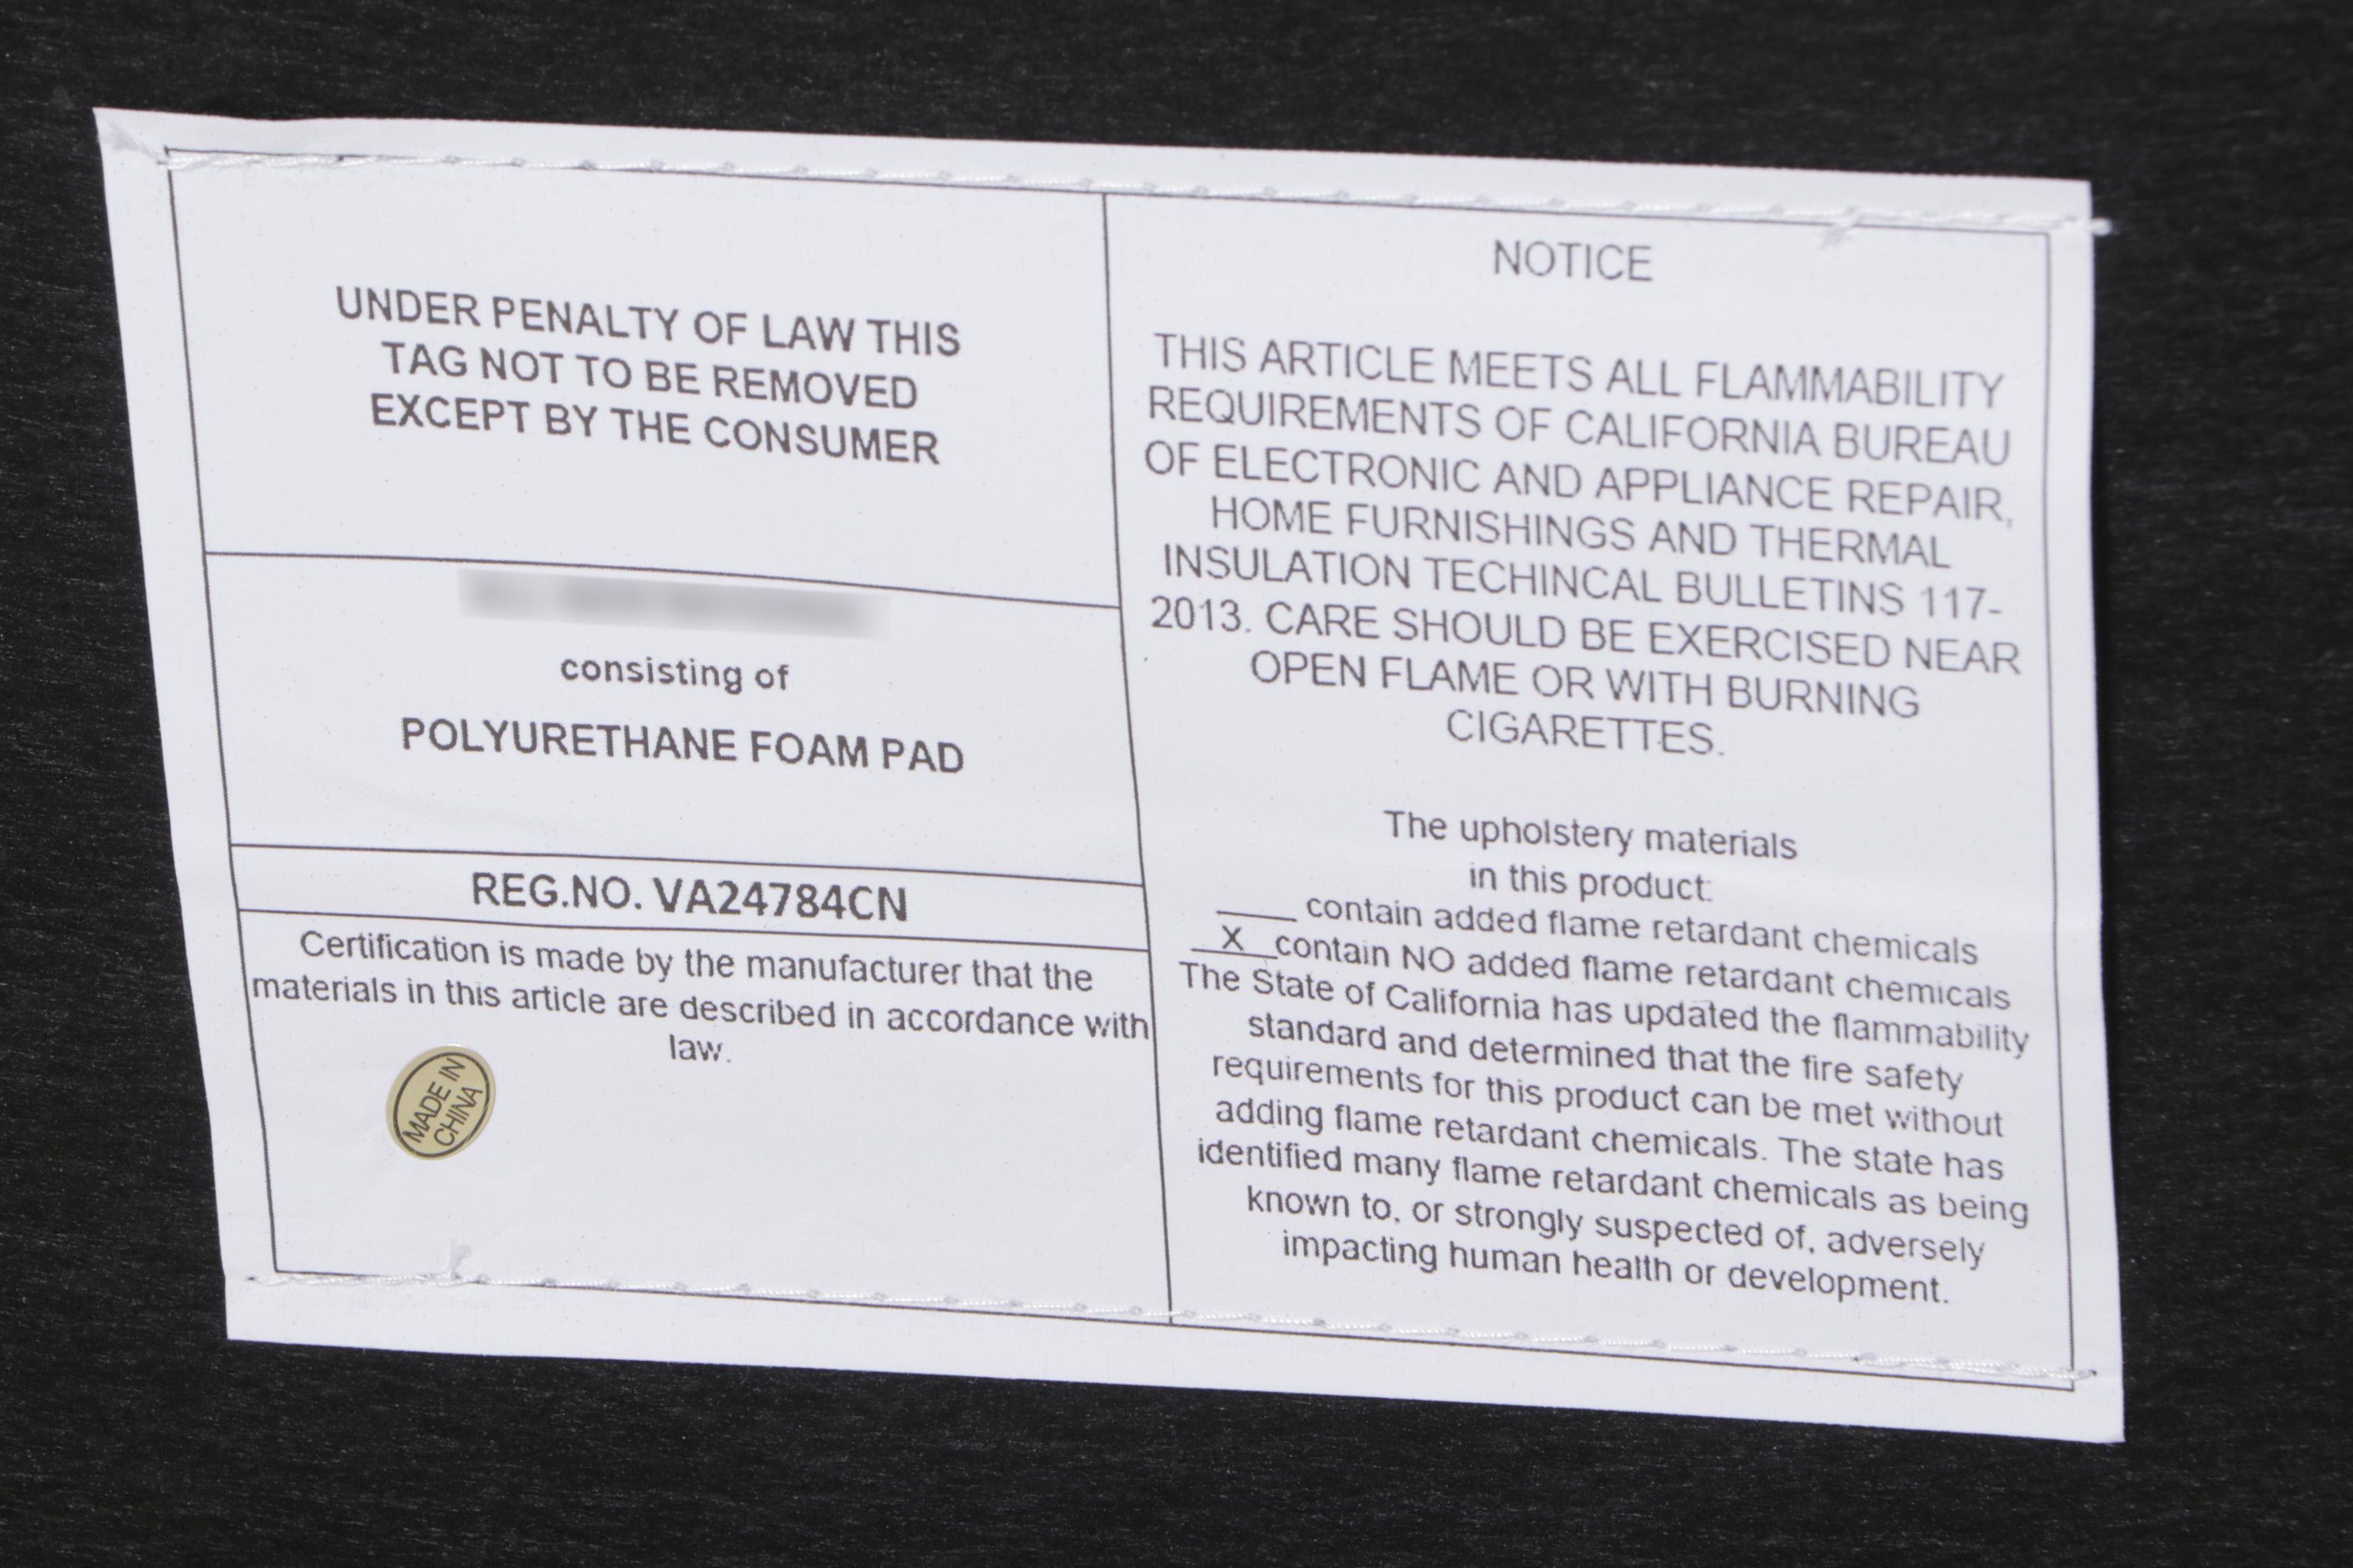 UNDER PENALTY OF LAW THIS
TAG NOT TO BE REMOVED
EXCEPT BY THE CONSUMER
consisting of
POLYURETHANE FOAM PAD
REG.NO. VA24784CN
Certification is made by the manufacturer that the
materials in this article are described in accordance with
law.
MADE IN
CHINA
NOTICE
THIS ARTICLE MEETS ALL FLAMMABILITY
REQUIREMENTS OF CALIFORNIA BUREAU
OF ELECTRONIC AND APPLIANCE REPAIR,
HOME FURNISHINGS AND THERMAL
INSULATION TECHINCAL BULLETINS 117-
2013. CARE SHOULD BE EXERCISED NEAR
OPEN FLAME OR WITH BURNING
CIGARETTES.
The upholstery materials
in this product:
____ contain added flame retardant chemicals
__X__contain NO added flame retardant chemicals
The State of California has updated the flammability
standard and determined that the fire safety
requirements for this product can be met without
adding flame retardant chemicals. The state has
identified many flame retardant chemicals as being
known to, or strongly suspected of, adversely
impacting human health or development.